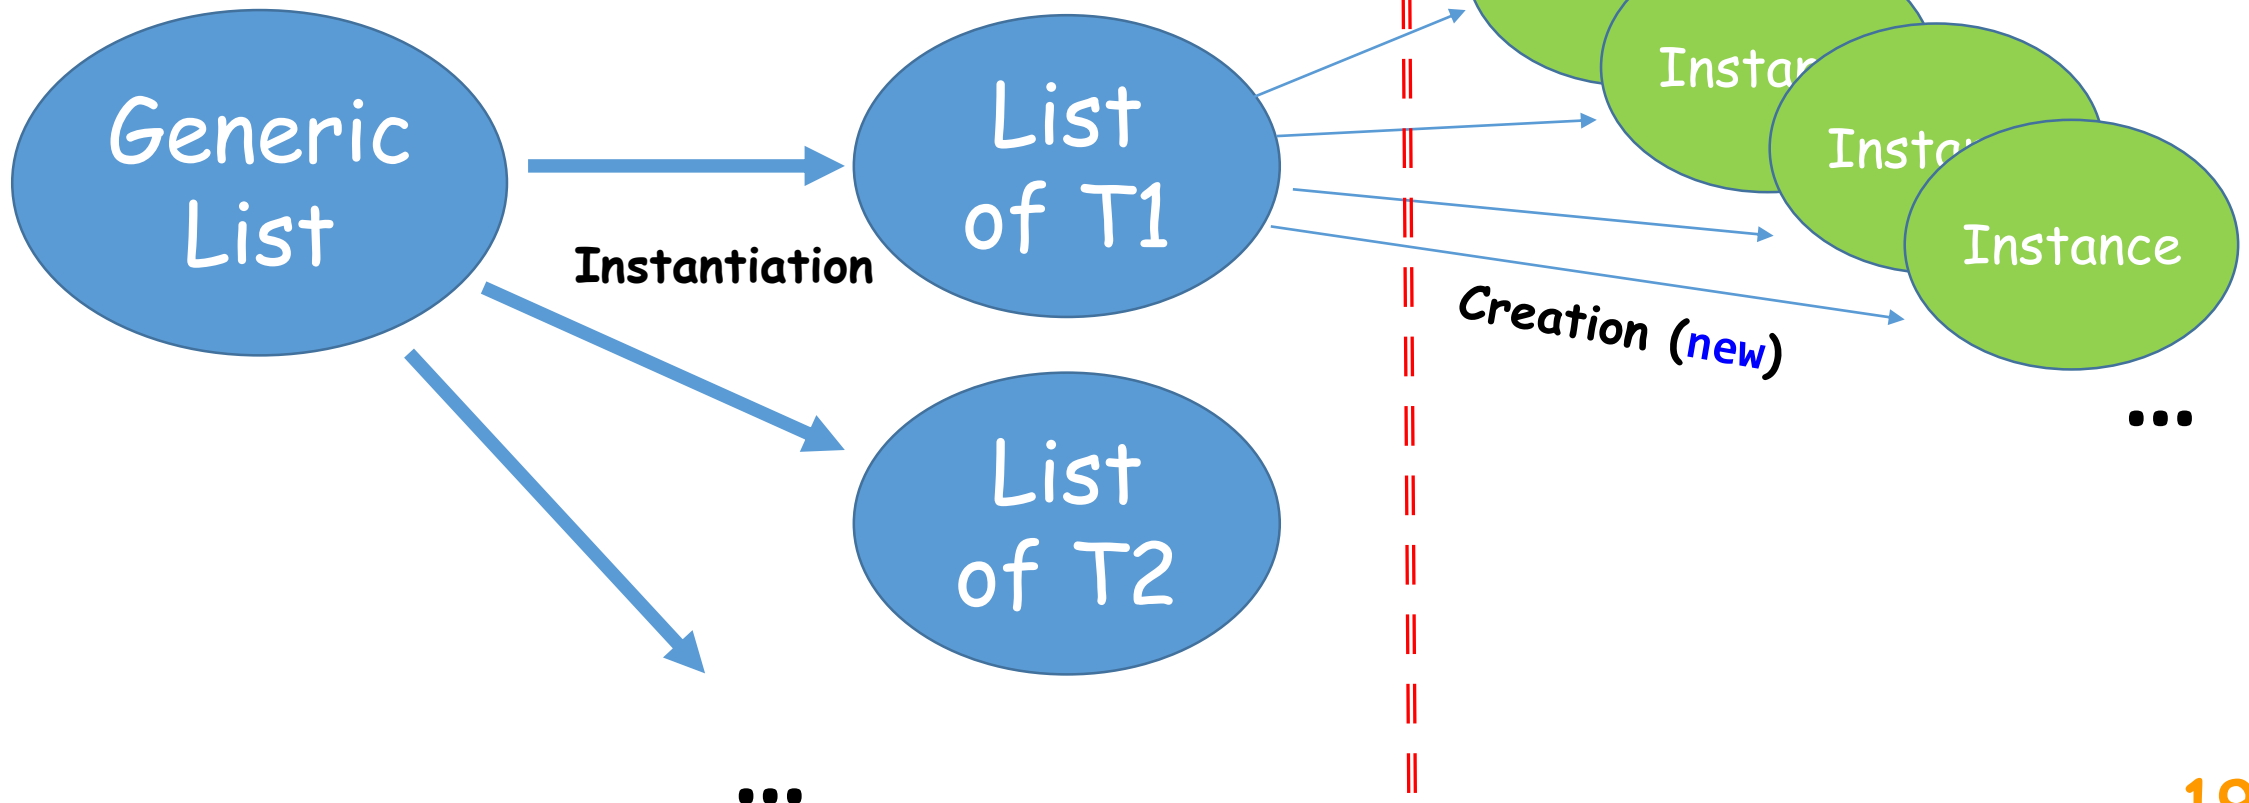 Generic
List
Instantiation
List
of T1
List
of T2
...
Instance
Creation (new)
...